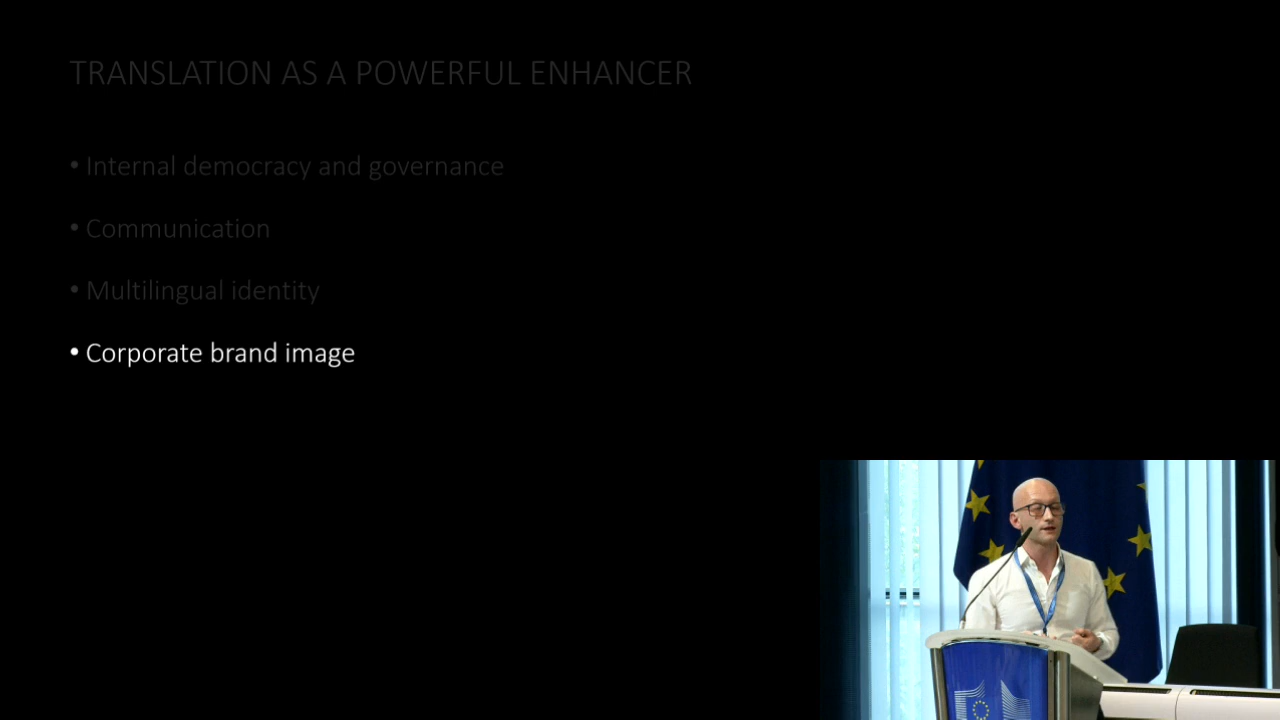 TRANSLATION AS A POWERFUL ENHANCER
• Internal democracy and governance
• Communication
• Multilingual identity
• Corporate brand image